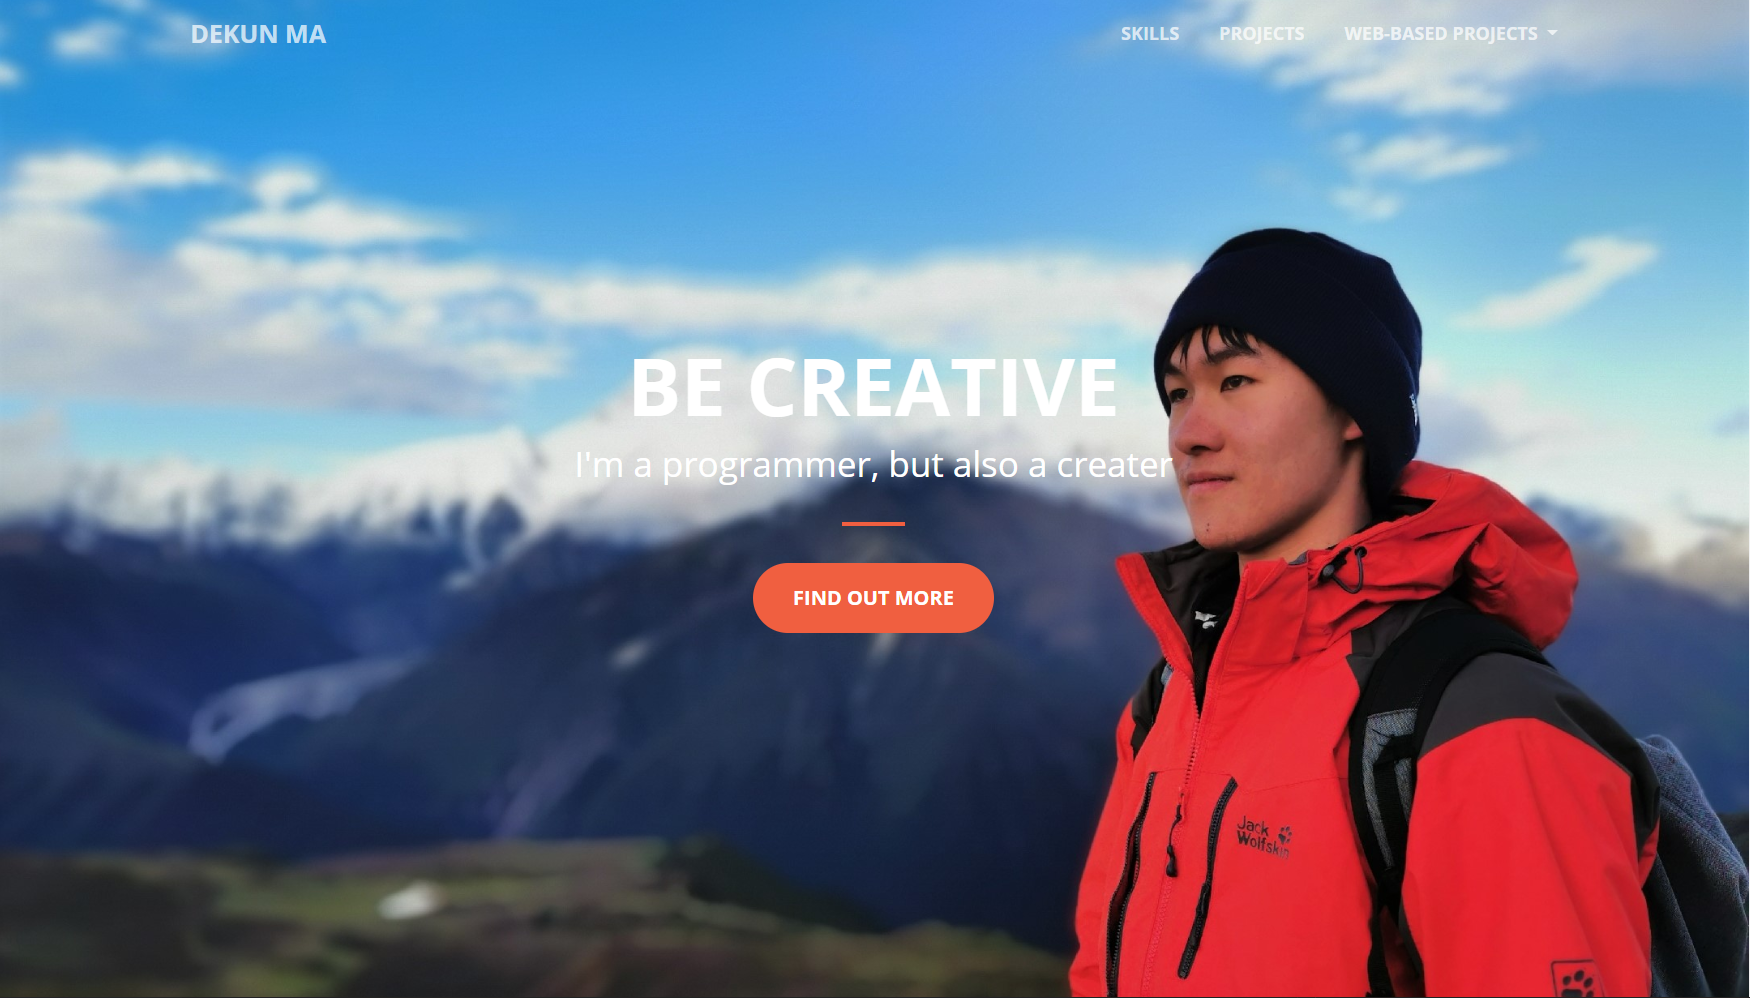 DEKUN MA
SKILLS PROJECTS WEB-BASED PROJECTS
BE CREATIVE
I'm a programmer, but also a creater
FIND OUT MORE
Jack
Wolfskin